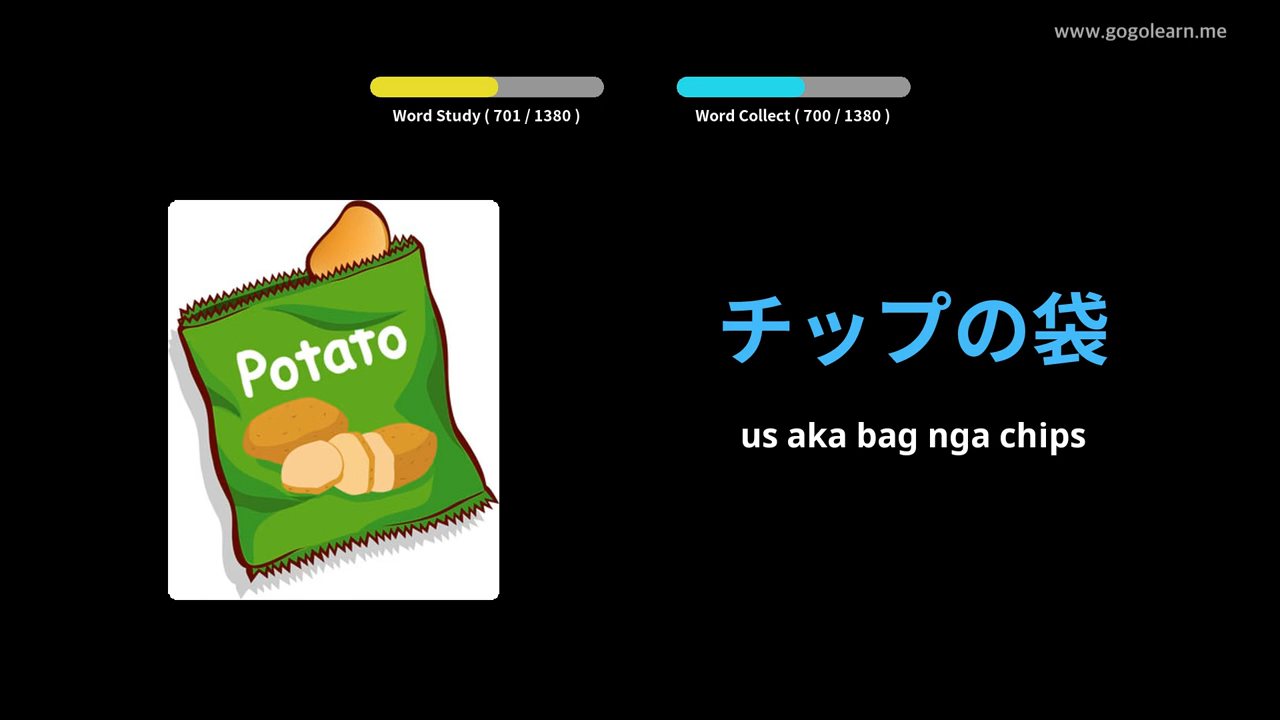 www.gogolearn.me
Word Study ( 701 / 1380 )
Word Collect ( 700 / 1380 )
Potato
チップの袋
us aka bag nga chips